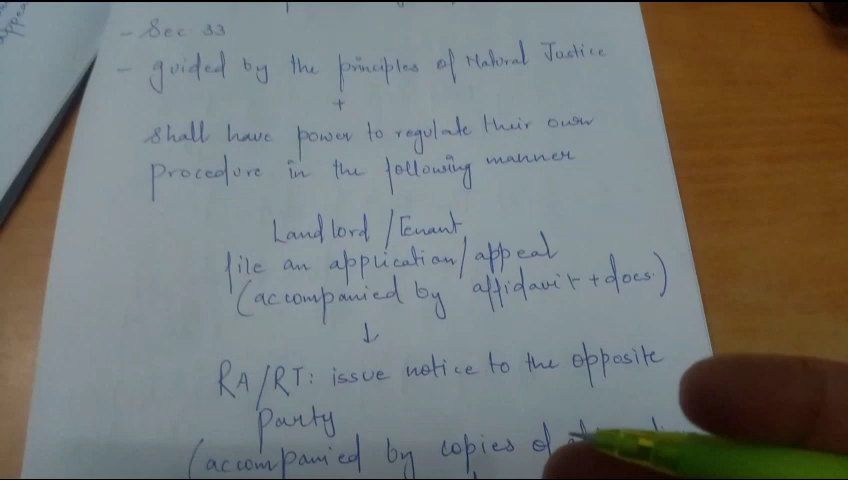 - Sec 33
- guided by the principles of Natural Justice
+
shall have power to regulate their own
procedure in the following manner
Landlord / Tenant
file an application/appeal
(accompanied by affidavit + docs.)
↓
RA/RT: issue notice to the opposite
party
(accompanied by copies of
appeal